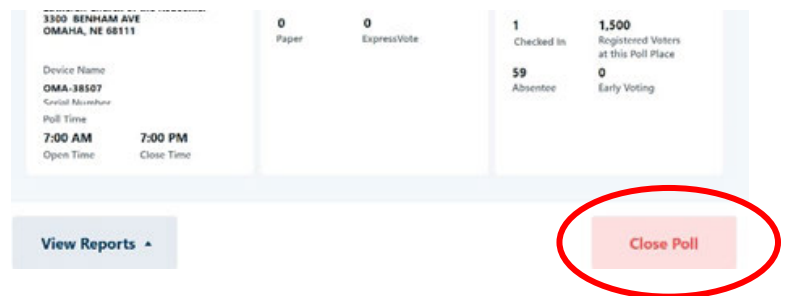 3300 BENHAM AVE
OMAHA, NE 68111
Device Name
OMA-38507
Serial Number
Poll Time
7:00 AM 7:00 PM
Open Time Close Time
0 0
Paper ExpressVote
1 1,500
Checked In Registered Voters
at this Poll Place
59 0
Absentee Early Voting
View Reports
Close Poll